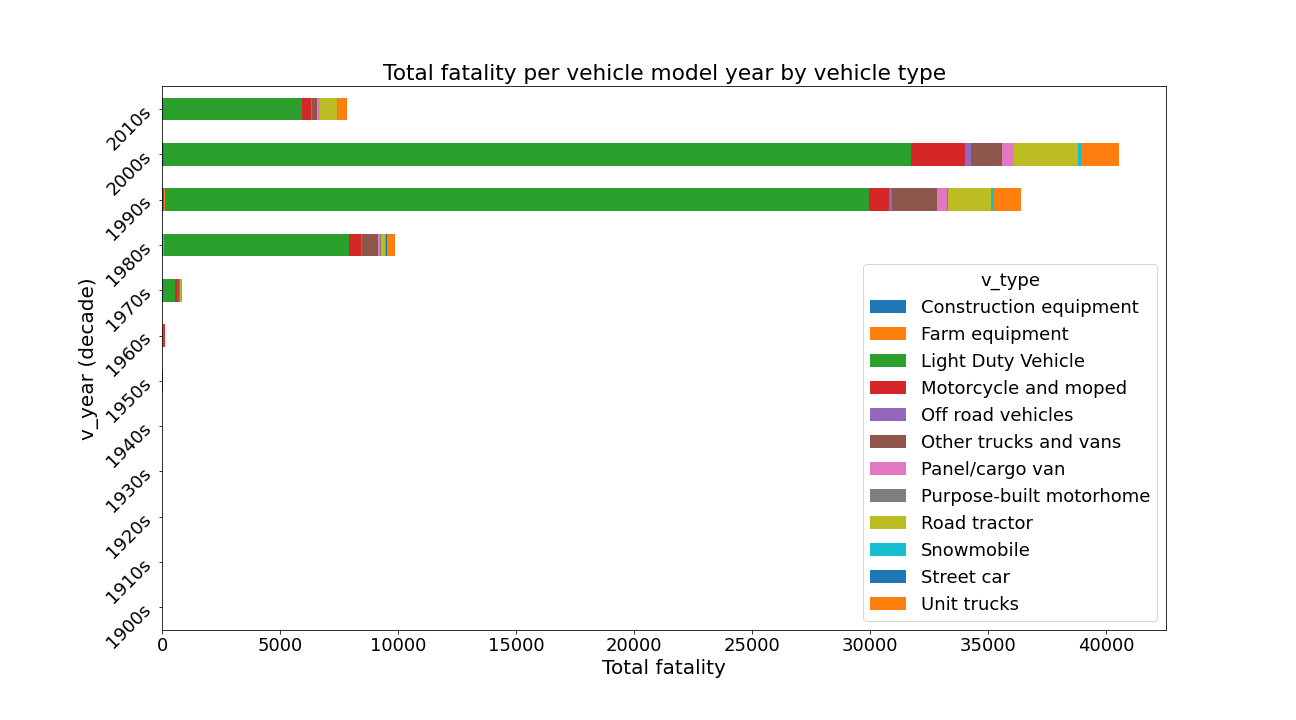 Total fatality per vehicle model year by vehicle type
v_year (decade)
2010s
2000s
1990s
1980s
1970s
1960s
1950s
1940s
1930s
1920s
1910s
1900s
v_type
Construction equipment
Farm equipment
Light Duty Vehicle
Motorcycle and moped
Off road vehicles
Other trucks and vans
Panel/cargo van
Purpose-built motorhome
Road tractor
Snowmobile
Street car
Unit trucks
0 5000 10000 15000 20000 25000 30000 35000 40000
Total fatality